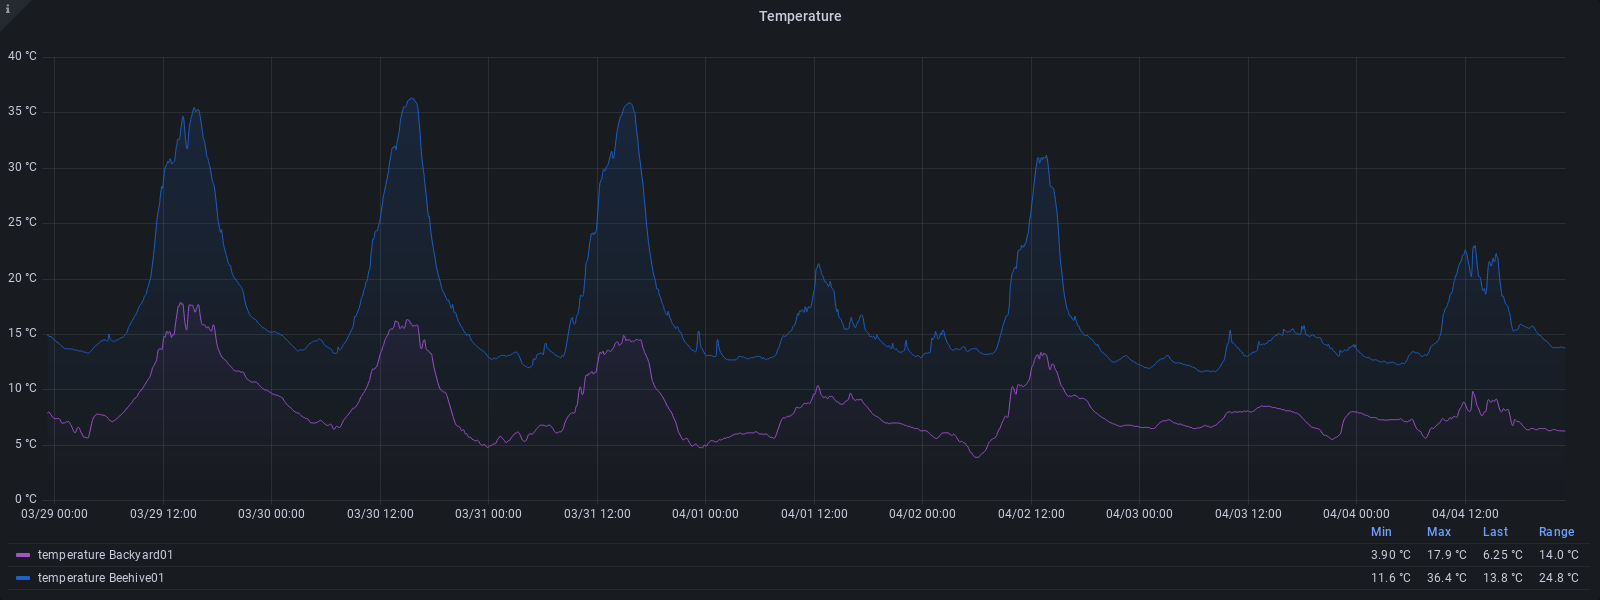 i
Temperature
40 °C
35 °C
30 °C
25 °C
20 °C
15 °C
10 °C
5 °C
0 °C
03/29 00:00 03/29 12:00 03/30 00:00 03/30 12:00 03/31 00:00 03/31 12:00 04/01 00:00 04/01 12:00 04/02 00:00 04/02 12:00 04/03 00:00 04/03 12:00 04/04 00:00 04/04 12:00
Min Max Last Range
temperature Backyard01 3.90 °C 17.9 °C 6.25 °C 14.0 °C
temperature Beehive01 11.6 °C 36.4 °C 13.8 °C 24.8 °C